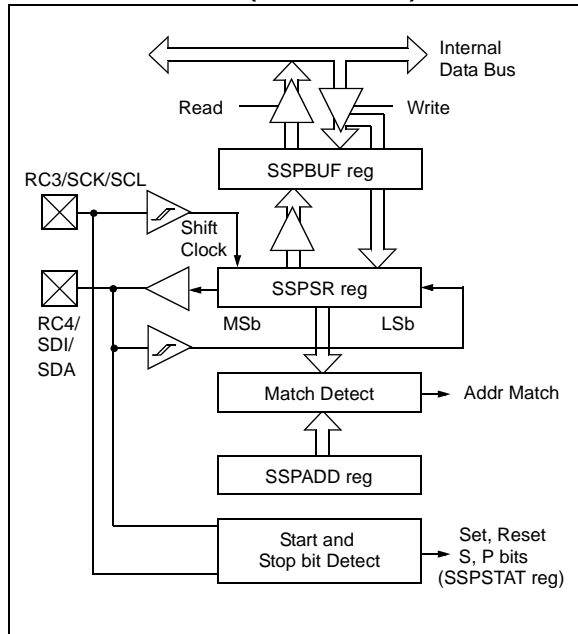 Internal
Data Bus
Read
Write
SSPBUF reg
RC3/SCK/SCL
Shift
Clock
SSPSR reg
MSb
LSb
RC4/
SDI/
SDA
Match Detect
Addr Match
SSPADD reg
Start and
Stop bit Detect
Set, Reset
S, P bits
(SSPSTAT reg)